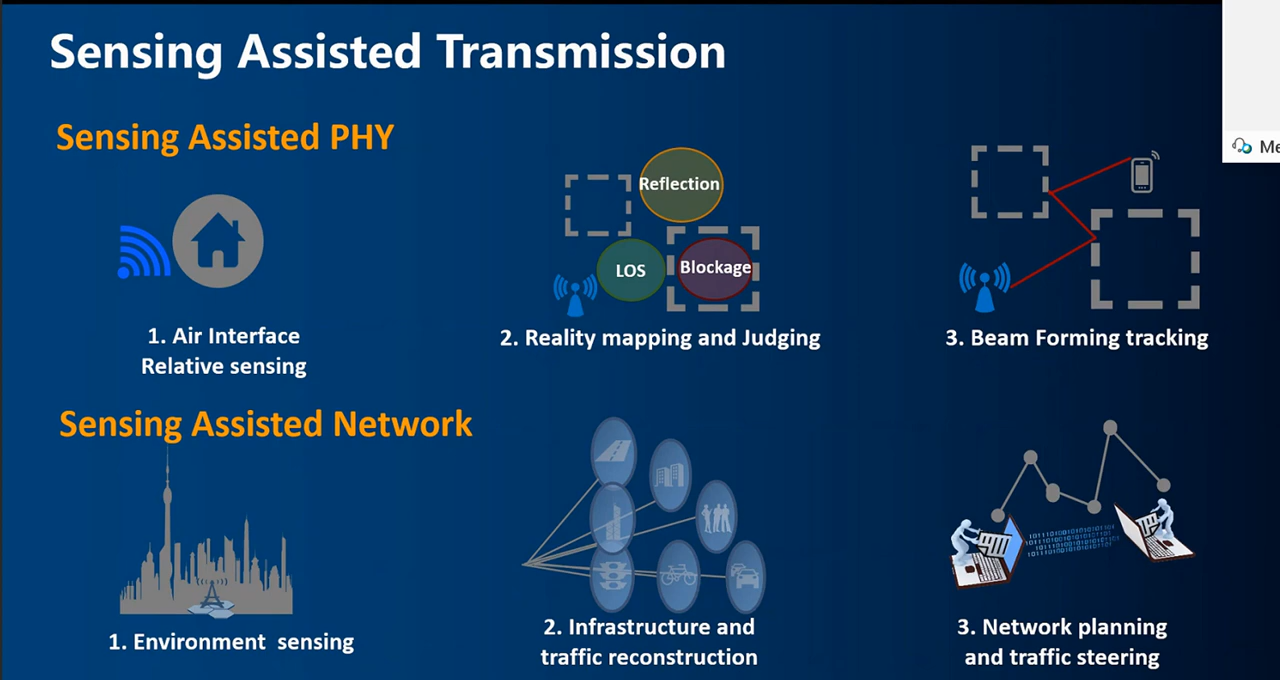 Sensing Assisted Transmission
Sensing Assisted PHY
Reflection
LOS
Blockage
1. Air Interface
Relative sensing
2. Reality mapping and Judging
3. Beam Forming tracking
Sensing Assisted Network
1. Environment  sensing
2. Infrastructure and
traffic reconstruction
3. Network planning
and traffic steering